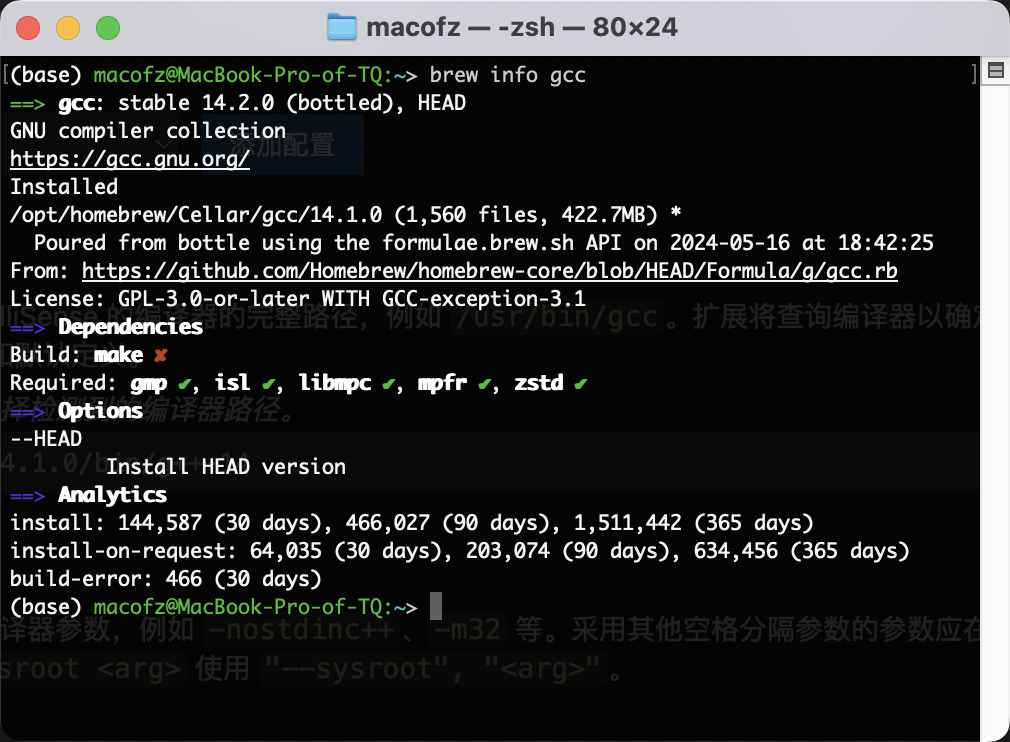 macofz — -zsh — 80×24
[(base) macofz@MacBook-Pro-of-TQ:~> brew info gcc ]
==> gcc: stable 14.2.0 (bottled), HEAD
GNU compiler collection
添加配置
https://gcc.gnu.org/
Installed
/opt/homebrew/Cellar/gcc/14.1.0 (1,560 files, 422.7MB) *
  Poured from bottle using the formulae.brew.sh API on 2024-05-16 at 18:42:25
From: https://github.com/Homebrew/homebrew-core/blob/HEAD/Formula/g/gcc.rb
License: GPL-3.0-or-later WITH GCC-exception-3.1
的编译器的完整路径，例如 /usr/bin/gcc 。扩展将查询编译器以确定
==> Dependencies
Build: make ✘
Required: gmp ✔, isl ✔, libmpc ✔, mpfr ✔, zstd ✔
择检测到的编译器路径。
==> Options
--HEAD
4.1.0/bin/g++-14
        Install HEAD version
==> Analytics
install: 144,587 (30 days), 466,027 (90 days), 1,511,442 (365 days)
install-on-request: 64,035 (30 days), 203,074 (90 days), 634,456 (365 days)
build-error: 466 (30 days)
(base) macofz@MacBook-Pro-of-TQ:~>
译器参数，例如 -nostdinc++ 、 -m32 等。采用其他空格分隔参数的参数应在
sroot <arg> 使用 "--sysroot", "<arg>" 。